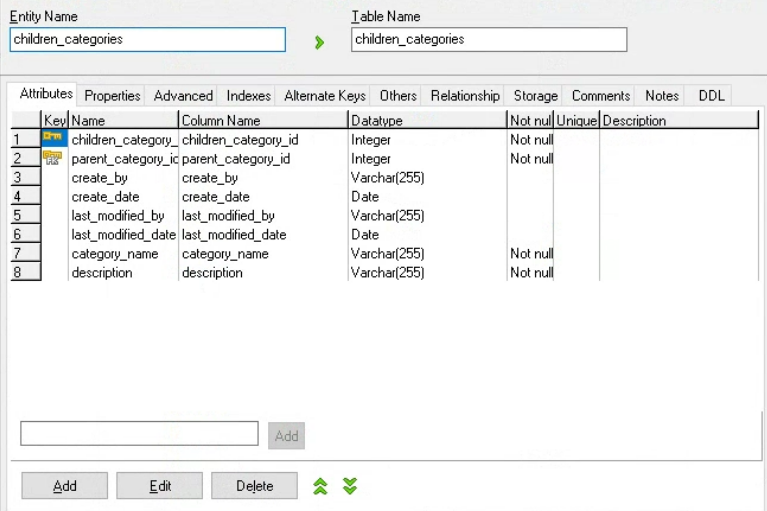 Entity Name Table Name
children_categories children_categories
Attributes Properties Advanced Indexes Alternate Keys Others Relationship Storage Comments Notes DDL
Key Name Column Name Datatype Not nul Unique Description
1 children_category_ children_category_id Integer Not null
2 parent_category_ic parent_category_id Integer Not null
3 create_by create_by Varchar(255)
4 create_date create_date Date
5 last_modified_by last_modified_by Varchar(255)
6 last_modified_date last_modified_date Date
7 category_name category_name Varchar(255) Not null
8 description description Varchar(255) Not null
Add
Add Edit Delete